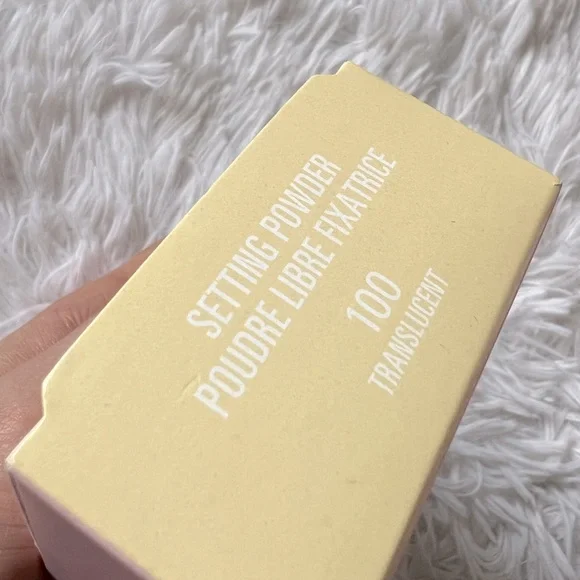 SETTING POWDER
POUDRE LIBRE FIXATRICE
100
TRANSLUCENT